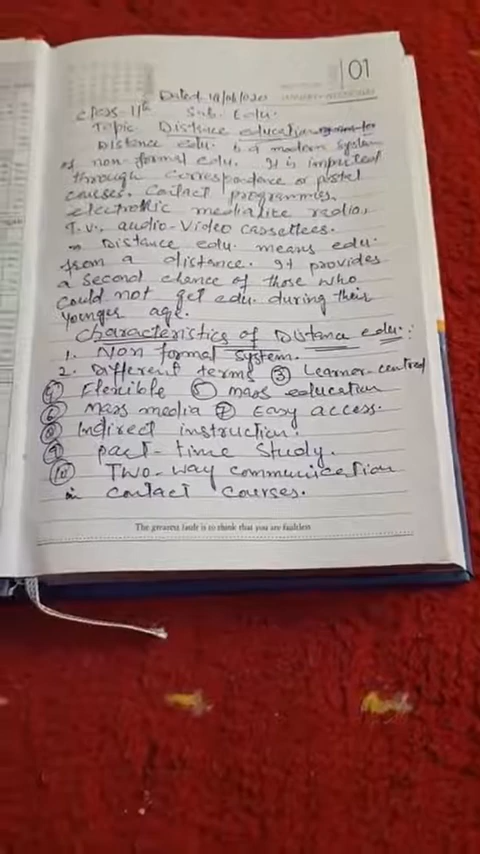 01
Dated 18/06/2020
Class-11th Sub. Edu.
Topic Distance education
Distance edu. is a modern system
of non-formal edu. It is imparted
through correspondence or postal
courses. Contact programmes,
electronic media like radio,
T.V., audio-video cassettees.
Distance edu. means edu.
from a distance. It provides
a second chance of those who
could not get edu. during their
younger age.
Characteristics of Distance edu.:
1. Non formal system.
2. Different terms ③ Learner-centred
④ Flexible ⑤ mass education
⑥ Mass media ⑦ Easy access.
⑧ Indirect instruction.
⑨ part-time study.
⑩ Two-way communication
in contact courses.
The greatest fault is to think that you are faultless